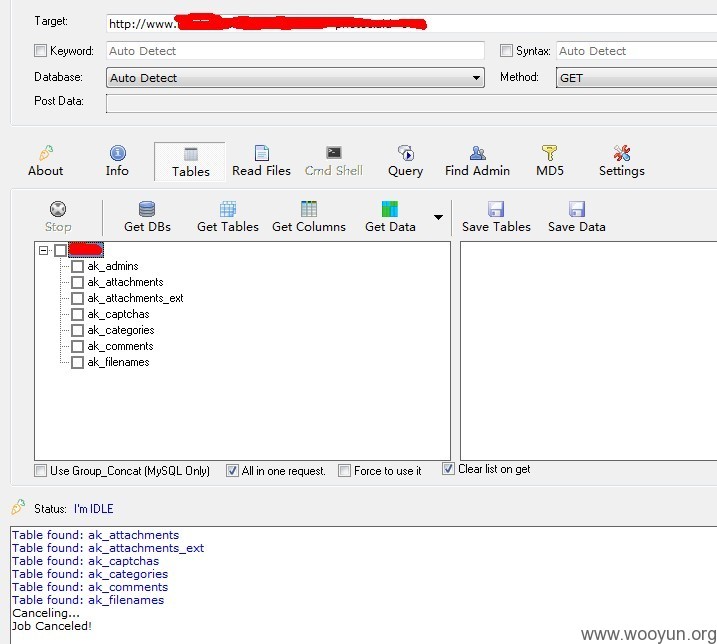 Target: http://www.
Keyword: Auto Detect Syntax: Auto Detect
Database: Auto Detect Method: GET
Post Data:
About Info Tables Read Files Cmd Shell Query Find Admin MD5 Settings
Stop Get DBs Get Tables Get Columns Get Data Save Tables Save Data
ak_admins
ak_attachments
ak_attachments_ext
ak_captchas
ak_categories
ak_comments
ak_filenames
Use Group_Concat (MySQL Only) All in one request. Force to use it Clear list on get
Status: I'm IDLE
Table found: ak_attachments
Table found: ak_attachments_ext
Table found: ak_captchas
Table found: ak_categories
Table found: ak_comments
Table found: ak_filenames
Canceling...
Job Canceled!
www.wooyun.org